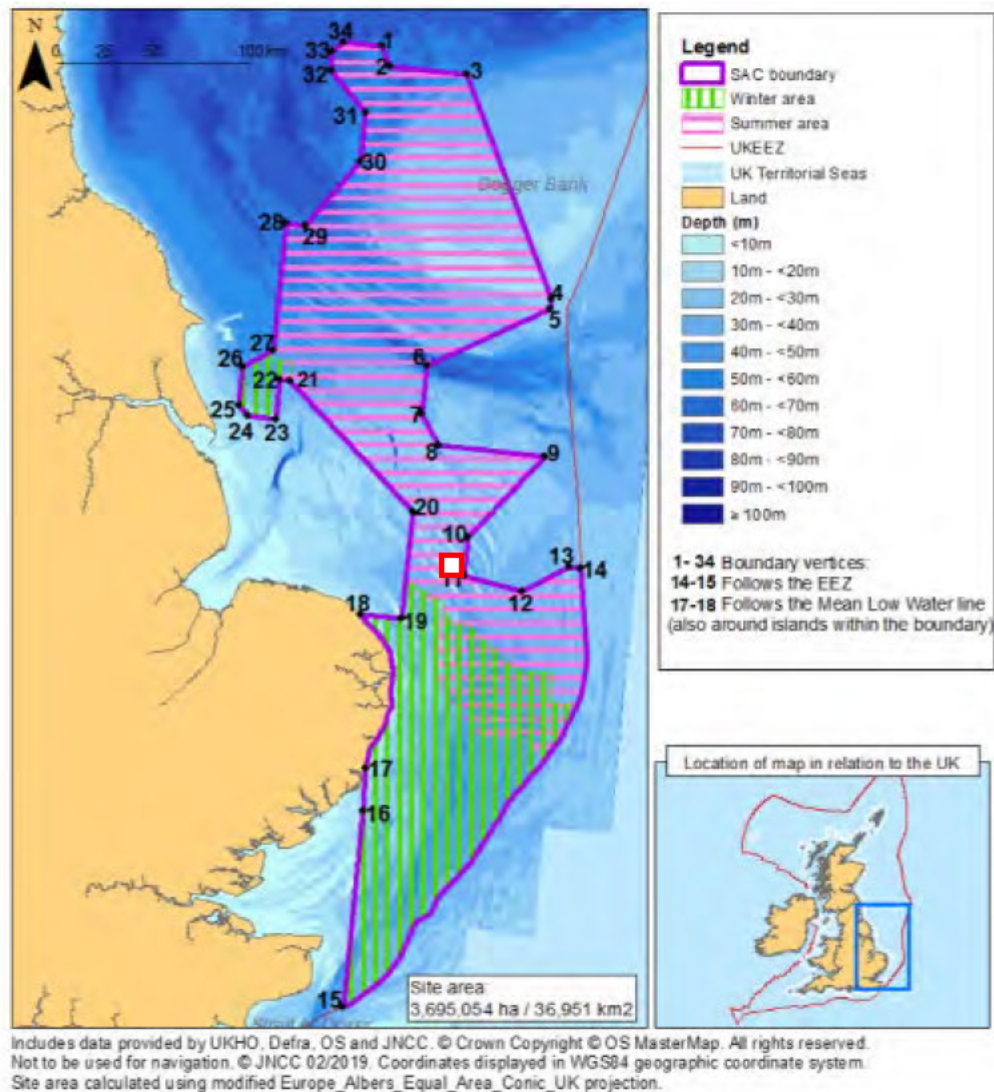 N
0 25 50 100 km
34
1
33
2
3
32
31
30
Dogger Bank
28
29
4
5
27
26
6
22 21
25
24 23
7
8
9
20
10
13
14
11
12
18
19
17
16
15
Site area:
3,695,054 ha / 36,951 km2
Legend
SAC boundary
Winter area
Summer area
UKEEZ
UK Territorial Seas
Land
Depth (m)
<10m
10m - <20m
20m - <30m
30m - <40m
40m - <50m
50m - <60m
60m - <70m
70m - <80m
80m - <90m
90m - <100m
≥ 100m
1- 34 Boundary vertices
14-15 Follows the EEZ
17-18 Follows the Mean Low Water line
(also around islands within the boundary)
Location of map in relation to the UK
Includes data provided by UKHO, Defra, OS and JNCC. © Crown Copyright © OS MasterMap. All rights reserved.
Not to be used for navigation. © JNCC 02/2019. Coordinates displayed in WGS84 geographic coordinate system.
Site area calculated using modified Europe_Albers_Equal_Area_Conic_UK projection.